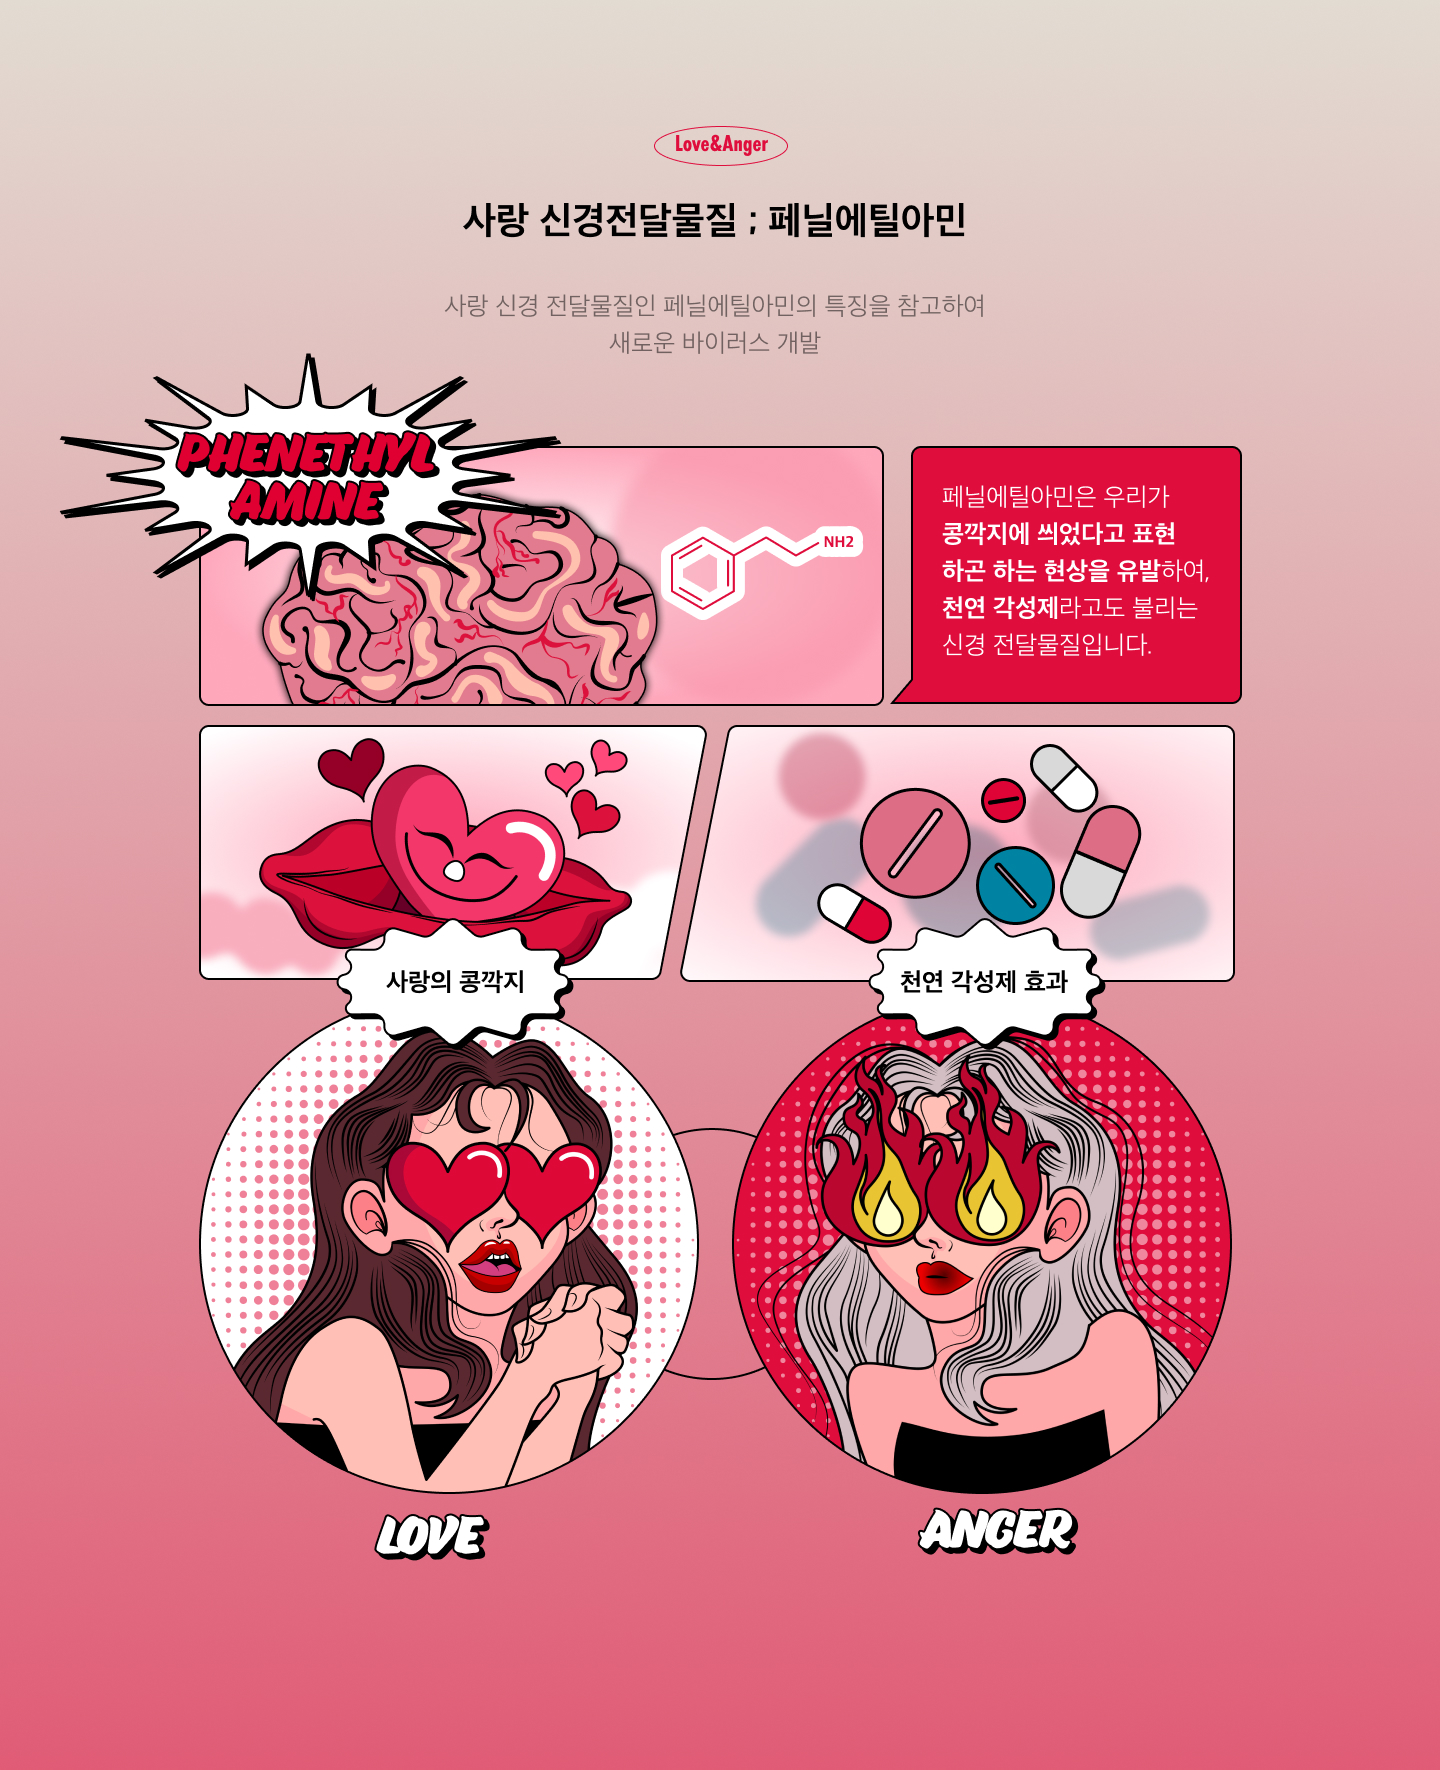 Love&Anger
사랑 신경전달물질 ; 페닐에틸아민
사랑 신경 전달물질인 페닐에틸아민의 특징을 참고하여
새로운 바이러스 개발
PHENETHYL
AMINE
NH2
페닐에틸아민은 우리가
콩깍지에 씌었다고 표현
하곤 하는 현상을 유발하여,
천연 각성제라고도 불리는
신경 전달물질입니다.
사랑의 콩깍지
천연 각성제 효과
LOVE
ANGER